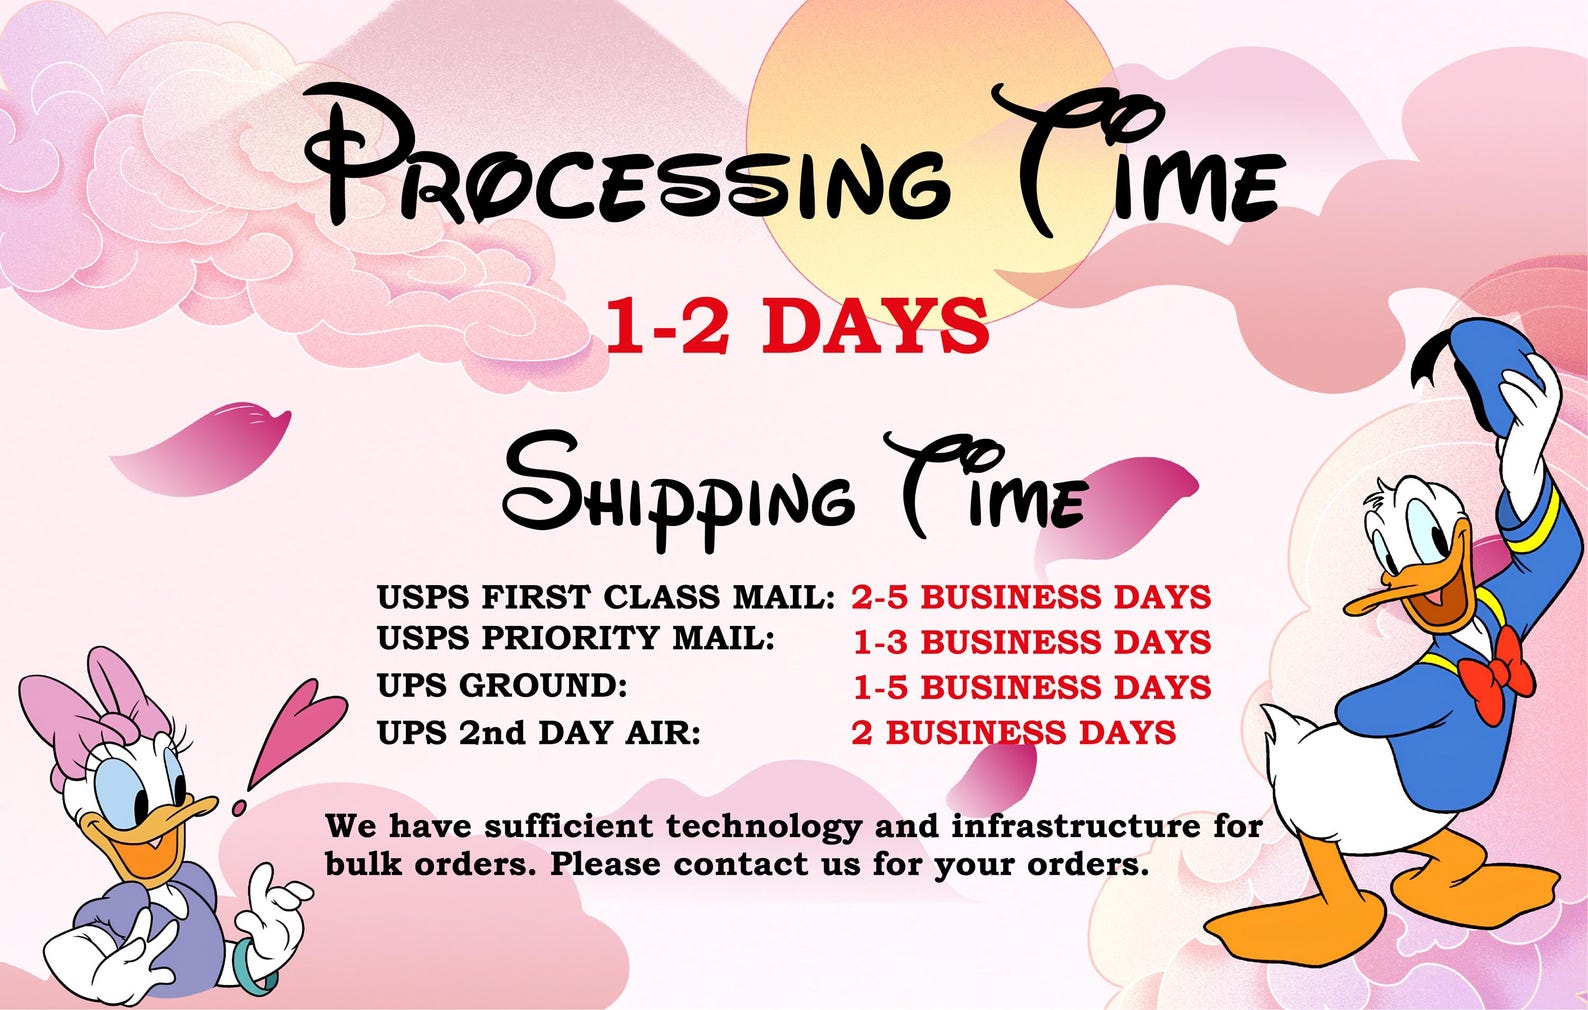 Processing Time
1-2 DAYS
Shipping Time
USPS FIRST CLASS MAIL: 2-5 BUSINESS DAYS
USPS PRIORITY MAIL: 1-3 BUSINESS DAYS
UPS GROUND: 1-5 BUSINESS DAYS
UPS 2nd DAY AIR: 2 BUSINESS DAYS
We have sufficient technology and infrastructure for
bulk orders. Please contact us for your orders.